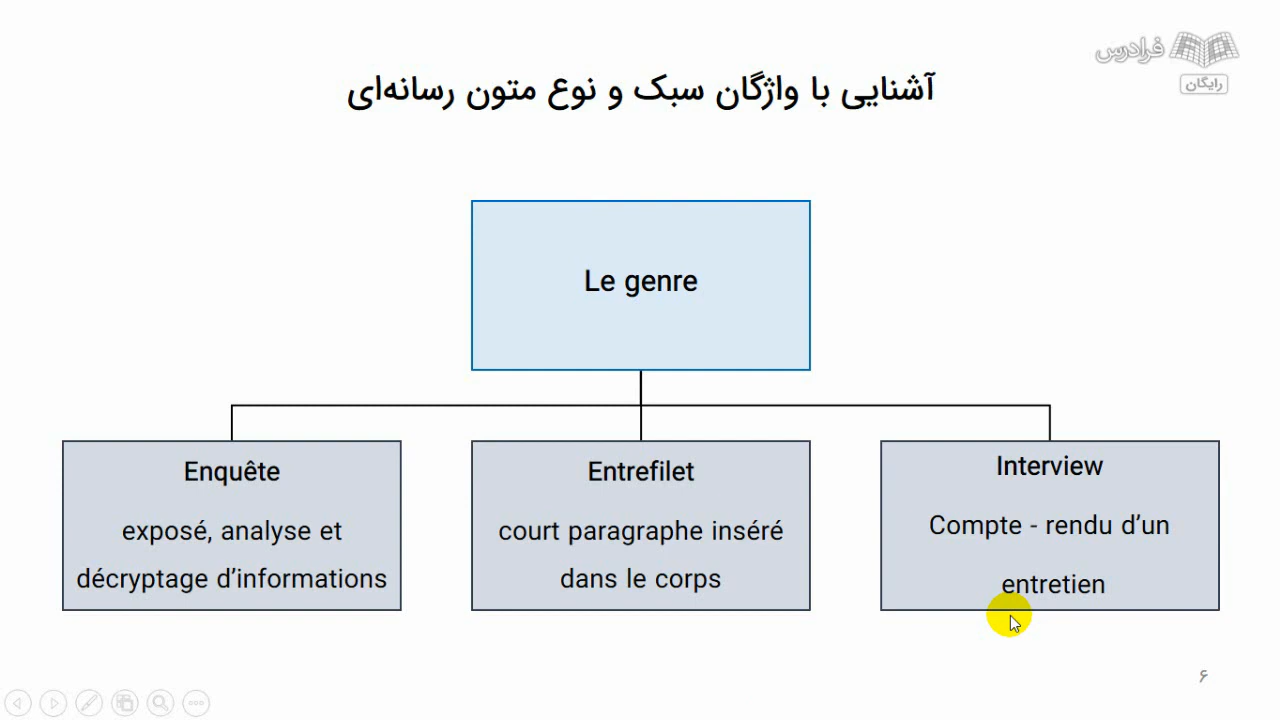 فرادرس
رایگان
آشنایی با واژگان سبک و نوع متون رسانه‌ای
Le genre
Enquête
exposé, analyse et
décryptage d’informations
Entrefilet
court paragraphe inséré
dans le corps
Interview
Compte - rendu d’un
entretien
۶